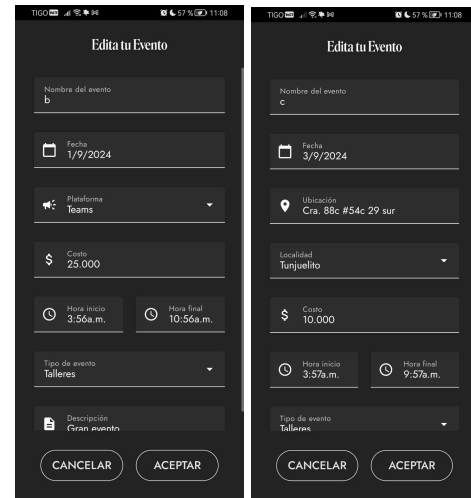 TIGO 57 % 11:08
Edita tu Evento
Nombre del evento
b
Fecha
1/9/2024
Plataforma
Teams
Costo
25.000
Hora inicio
3:56a.m.
Hora final
10:56a.m.
Tipo de evento
Talleres
Descripción
Gran evento
CANCELAR ACEPTAR
TIGO 57 % 11:08
Edita tu Evento
Nombre del evento
c
Fecha
3/9/2024
Ubicación
Cra. 88c #54c 29 sur
Localidad
Tunjuelito
Costo
10.000
Hora inicio
3:57a.m.
Hora final
9:57a.m.
Tipo de evento
Talleres
CANCELAR ACEPTAR